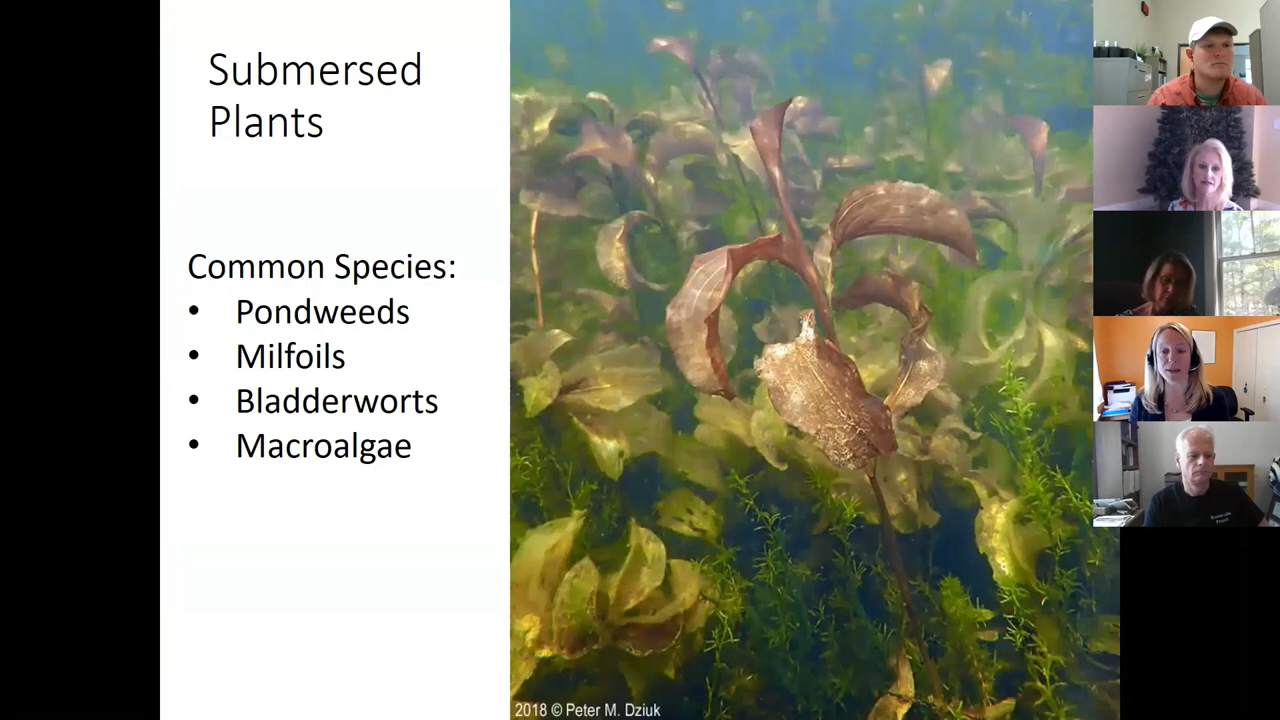 Submersed
Plants
Common Species:
• Pondweeds
• Milfoils
• Bladderworts
• Macroalgae
2018 © Peter M. Dziuk